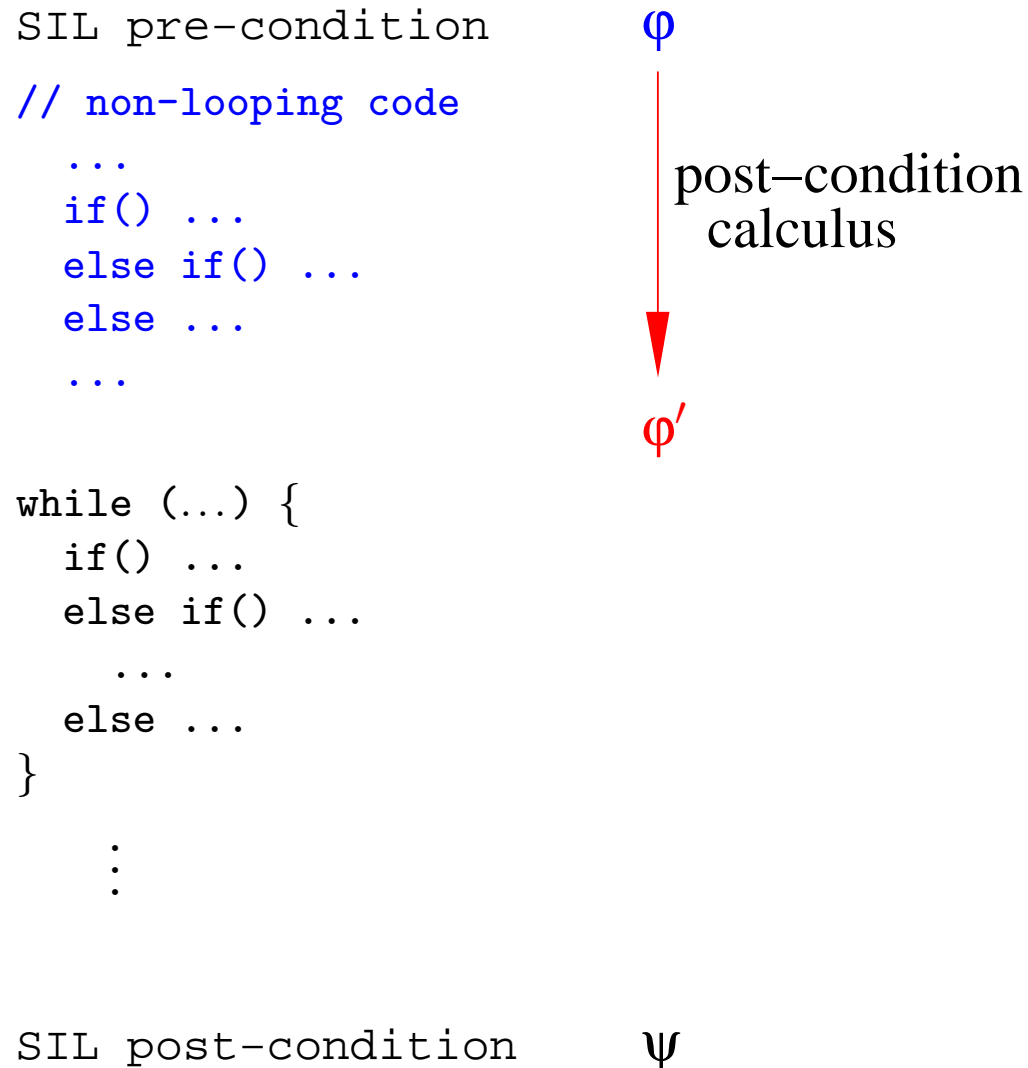 SIL pre-condition φ
// non-looping code
...
if() ...
else if() ...
else ...
...
post-condition
calculus
φ′
while (...) {
if() ...
else if() ...
...
else ...
}
⋮
SIL post-condition ψ